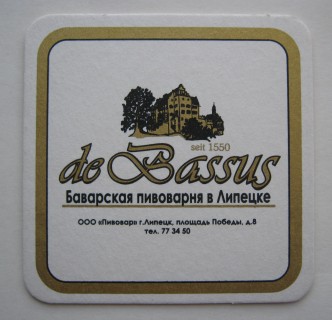 seit 1550
de Bassus
Баварская пивоварня в Липецке
ООО «Пивовар» г.Липецк, площадь Победы, д.8
тел. 77 34 50